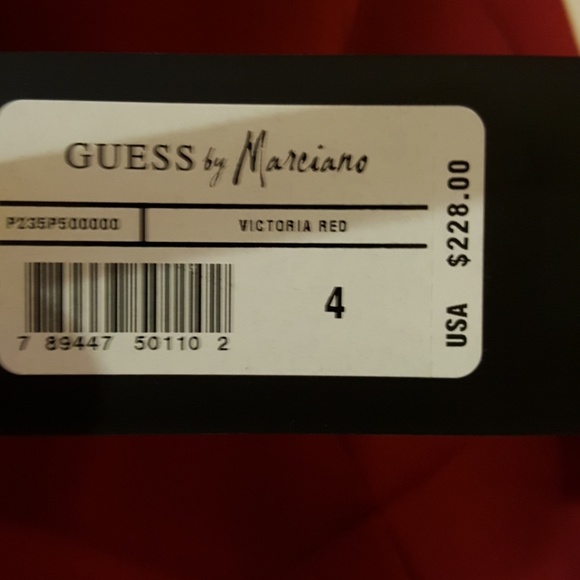 GUESS by Marciano
P235P500000
VICTORIA RED
7 89447 50110 2
4
USA $228.00